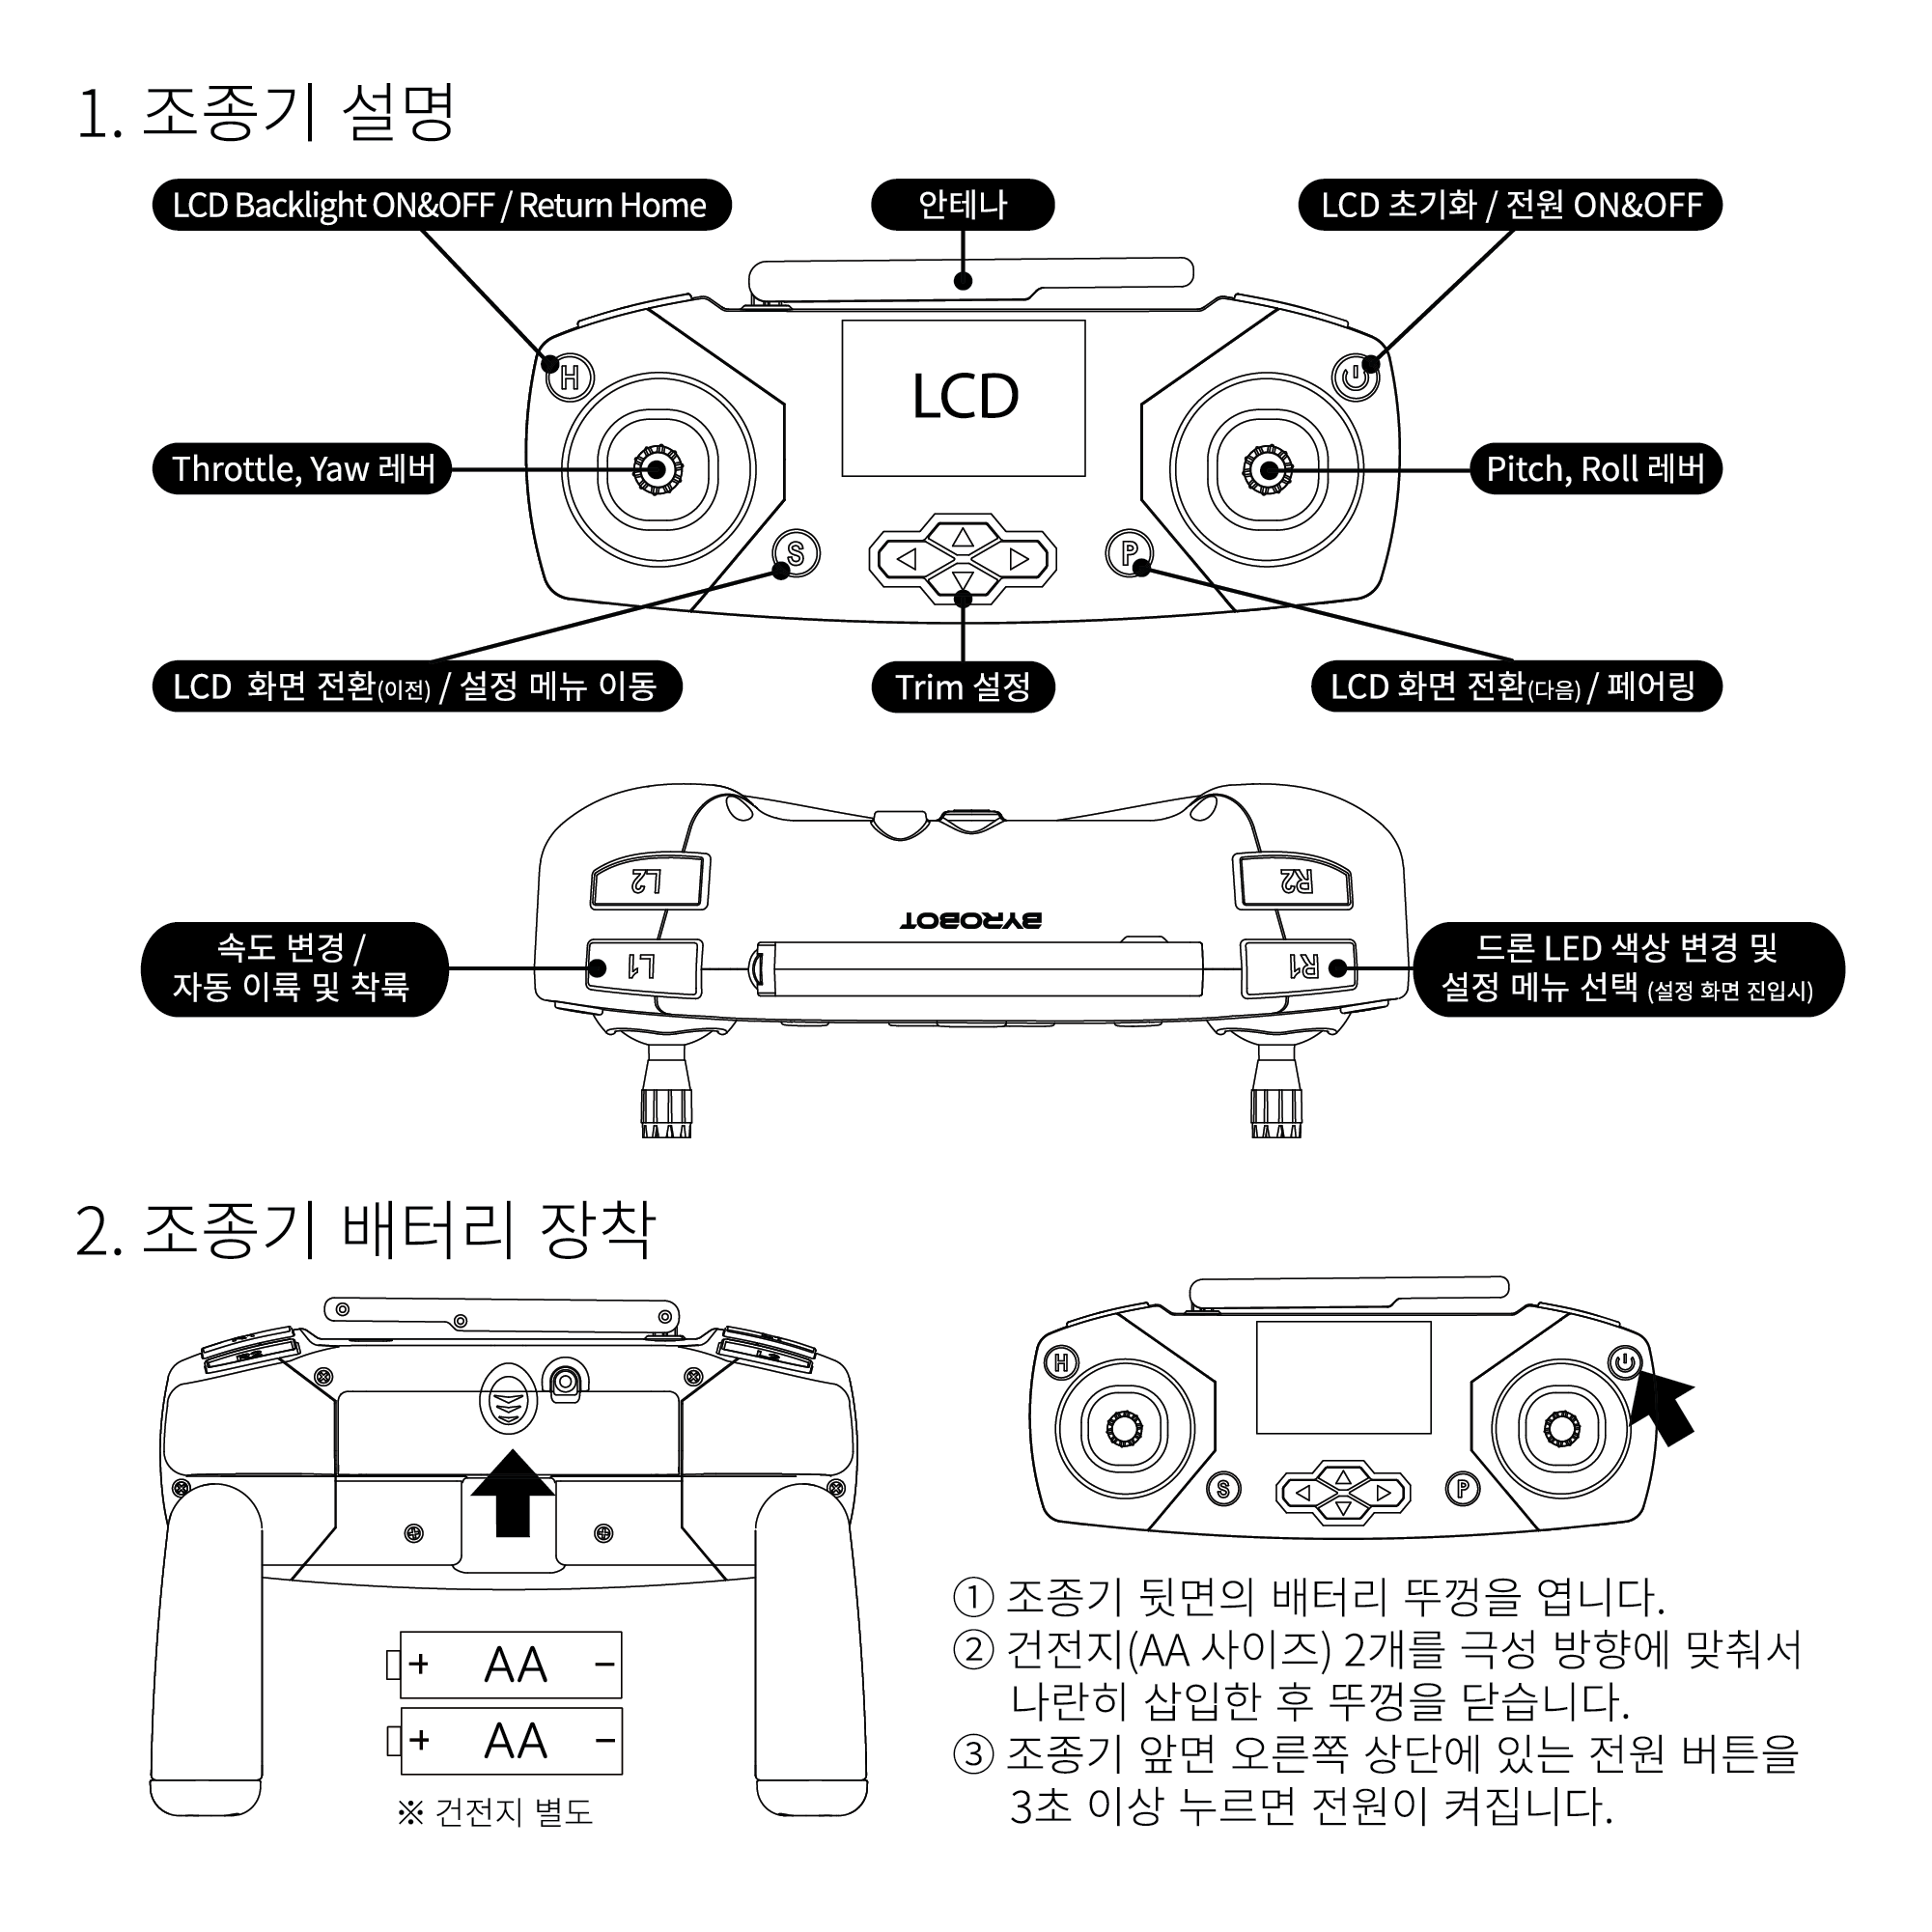 1. 조종기 설명
LCD Backlight ON&OFF / Return Home
안테나
LCD 초기화 / 전원 ON&OFF
H
LCD
Throttle, Yaw 레버
Pitch, Roll 레버
S
P
LCD 화면 전환(이전) / 설정 메뉴 이동
Trim 설정
LCD 화면 전환(다음) / 페어링
L2
R2
BYROBOT
속도 변경 /
자동 이륙 및 착륙
L1
R1
드론 LED 색상 변경 및
설정 메뉴 선택 (설정 화면 진입시)
2. 조종기 배터리 장착
R2
L2
H
S
P
+ AA −
+ AA −
※ 건전지 별도
① 조종기 뒷면의 배터리 뚜껑을 엽니다.
② 건전지(AA 사이즈) 2개를 극성 방향에 맞춰서
나란히 삽입한 후 뚜껑을 닫습니다.
③ 조종기 앞면 오른쪽 상단에 있는 전원 버튼을
3초 이상 누르면 전원이 켜집니다.